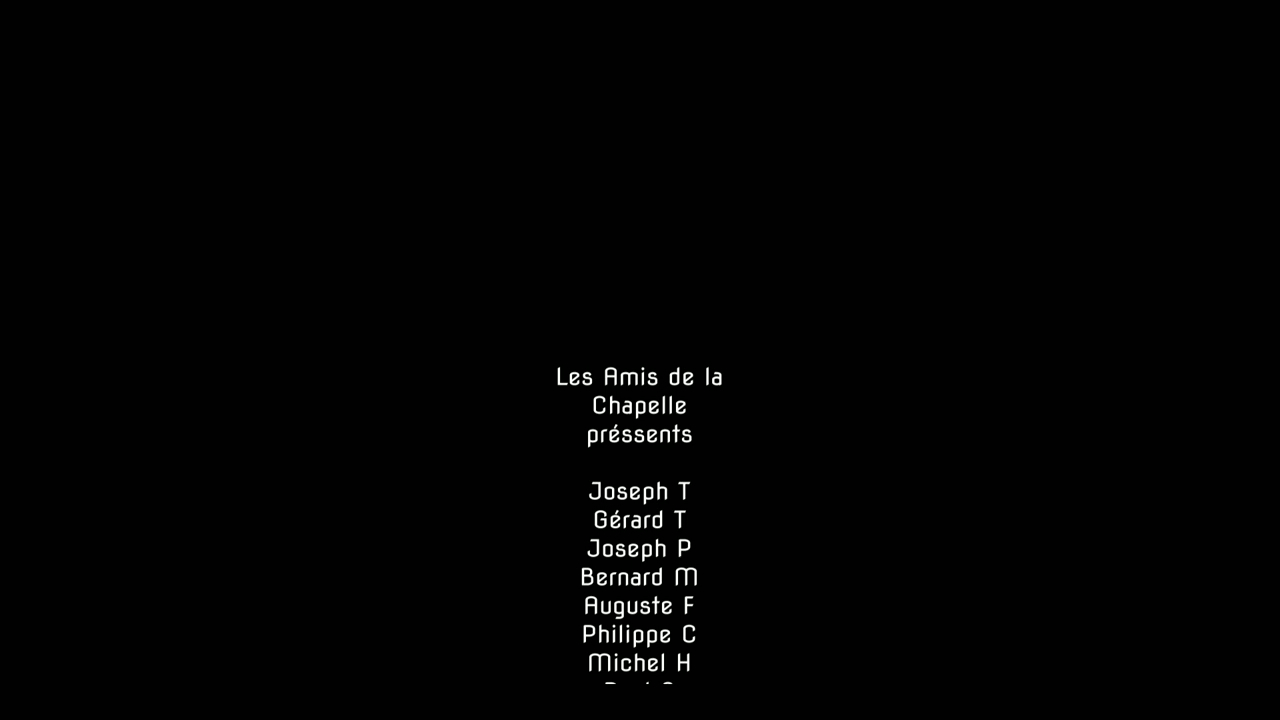 Les Amis de la
Chapelle
préssents
Joseph T
Gérard T
Joseph P
Bernard M
Auguste F
Philippe C
Michel H